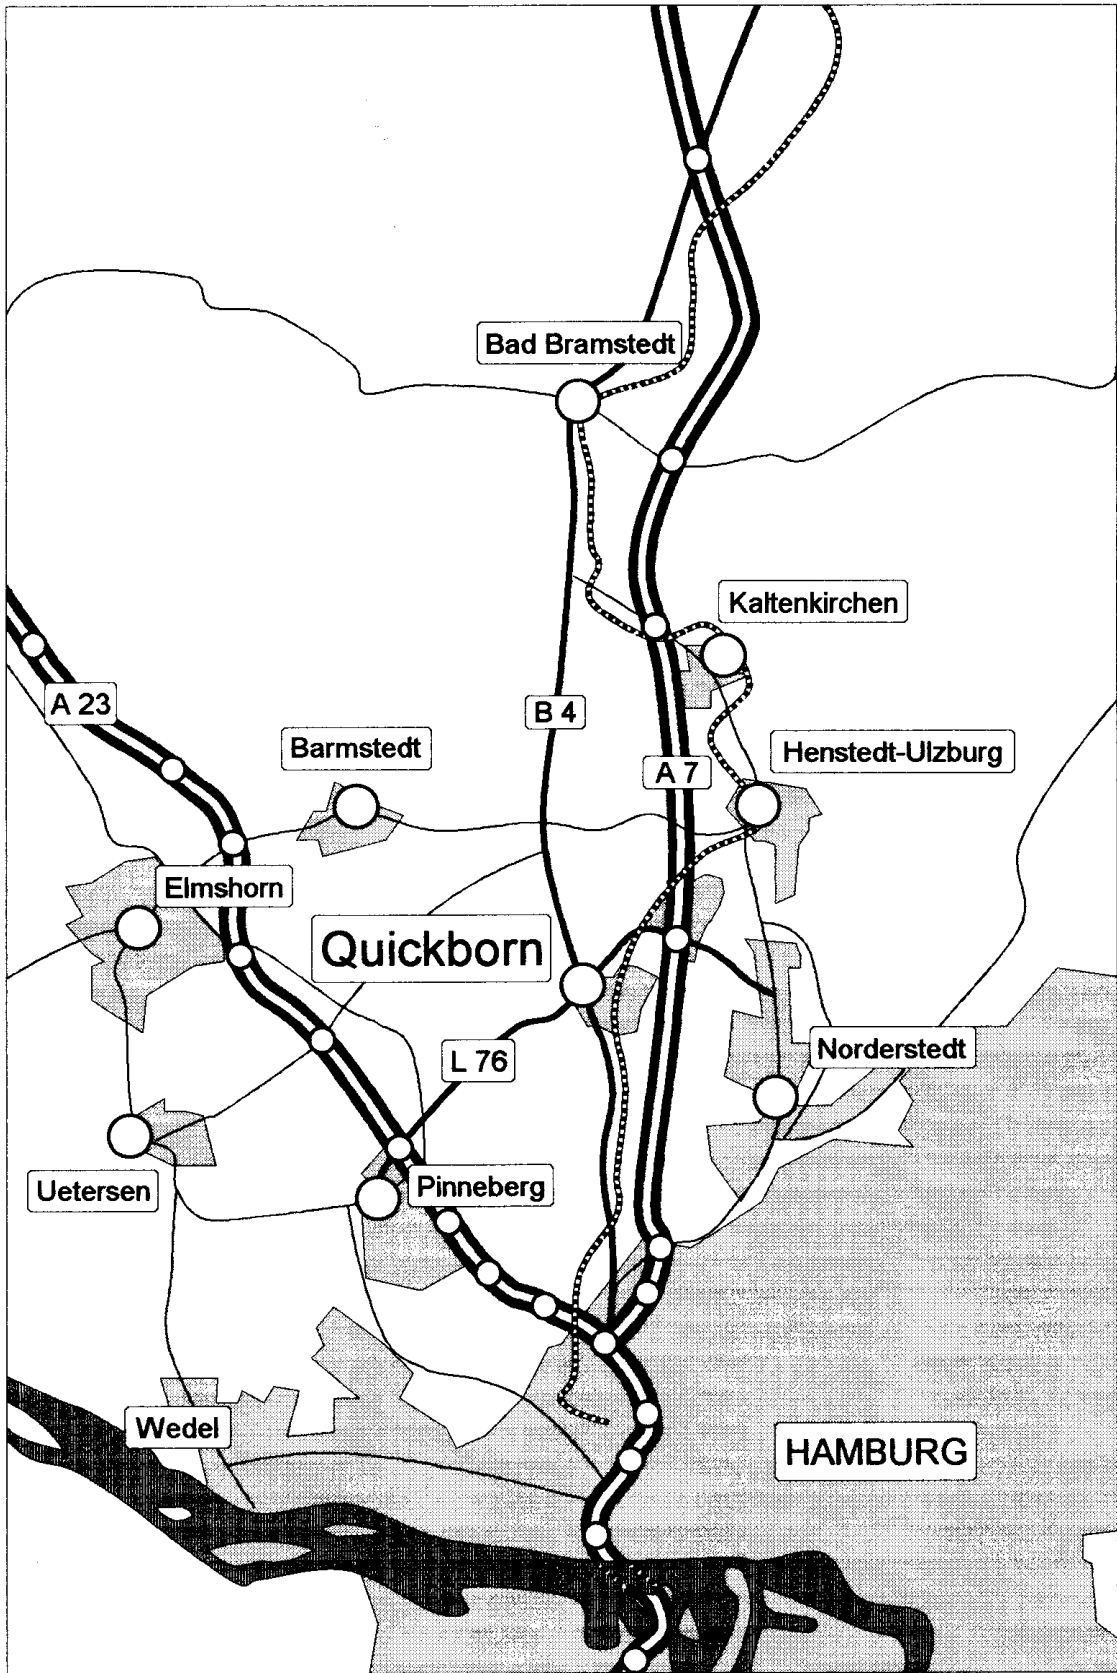 Bad Bramstedt
Kaltenkirchen
A 23
B 4
Barmstedt
Henstedt-Ulzburg
A 7
Elmshorn
Quickborn
L 76
Norderstedt
Uetersen
Pinneberg
Wedel
HAMBURG